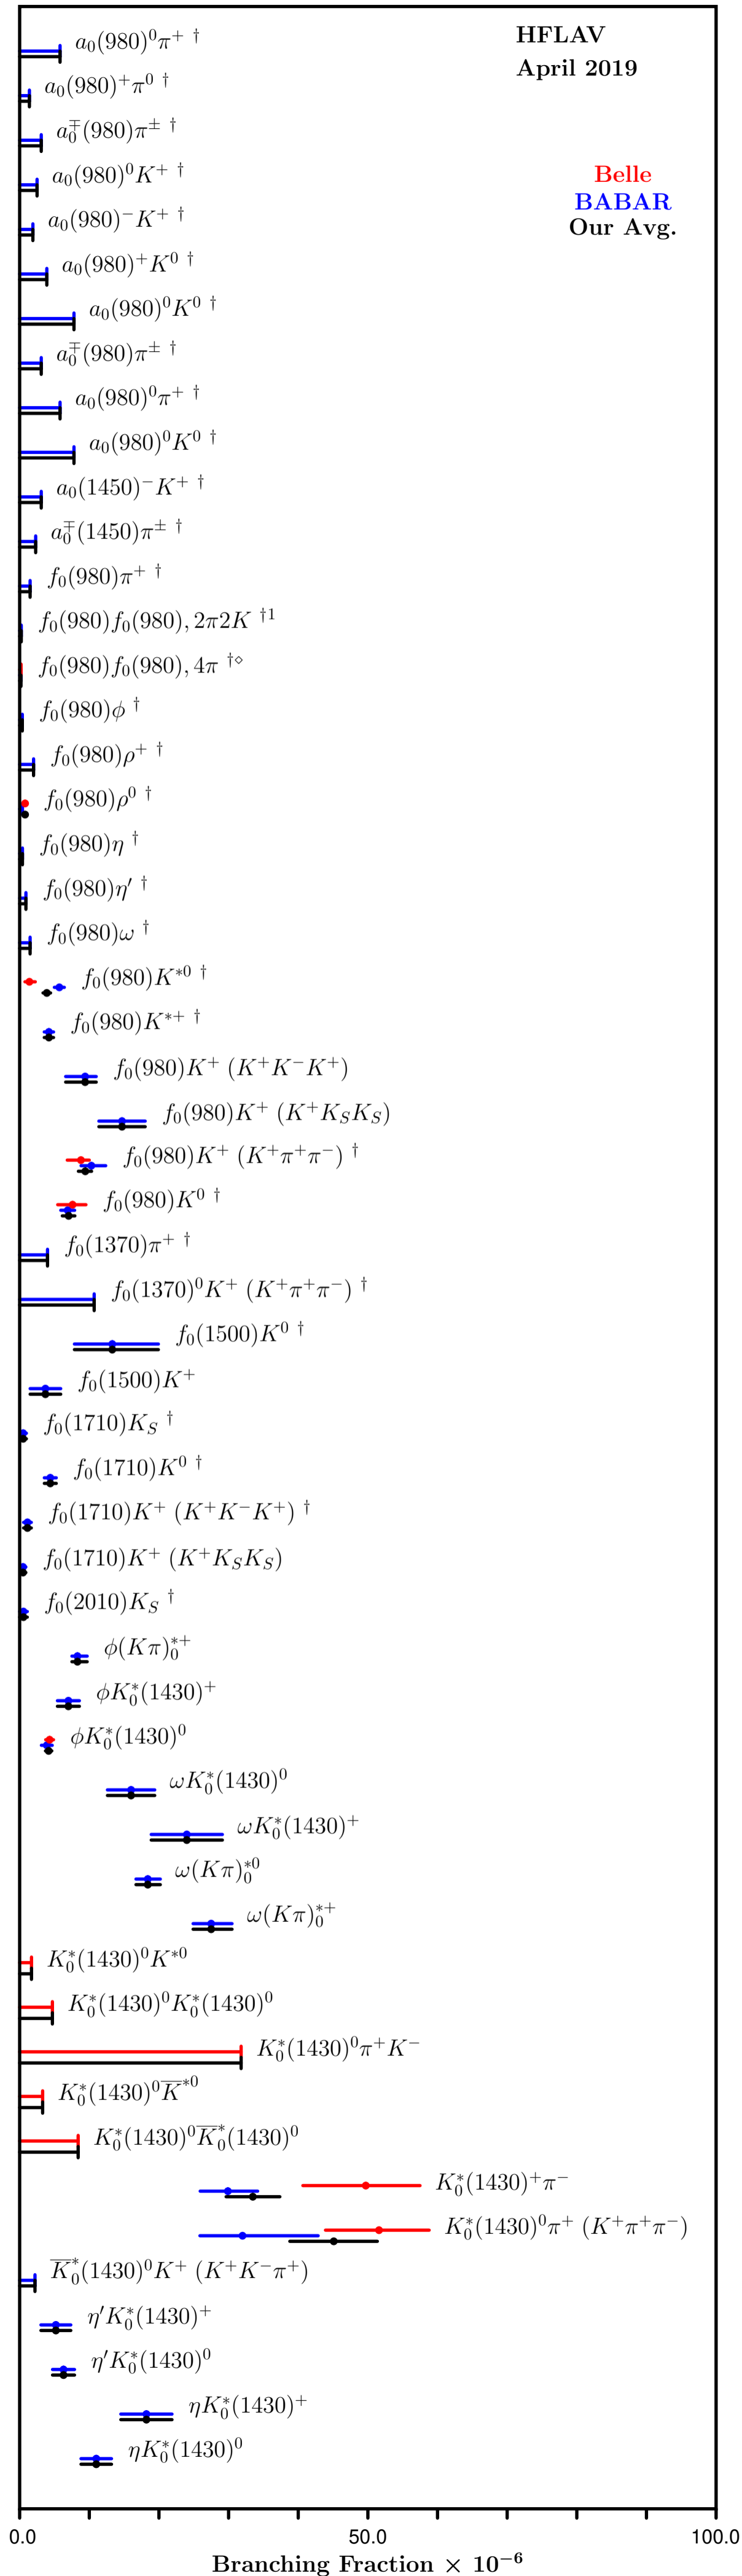 HFLAV
April 2019
Belle
BABAR
Our Avg.
a₀(980)⁰π⁺ †
a₀(980)⁺π⁰ †
a₀^∓(980)π^± †
a₀(980)⁰K⁺ †
a₀(980)⁻K⁺ †
a₀(980)⁺K⁰ †
a₀(980)⁰K⁰ †
a₀^∓(980)π^± †
a₀(980)⁰π⁺ †
a₀(980)⁰K⁰ †
a₀(1450)⁻K⁺ †
a₀^∓(1450)π^± †
f₀(980)π⁺ †
f₀(980)f₀(980), 2π2K †1
f₀(980)f₀(980), 4π †⋄
f₀(980)ϕ †
f₀(980)ρ⁺ †
f₀(980)ρ⁰ †
f₀(980)η †
f₀(980)η′ †
f₀(980)ω †
f₀(980)K*⁰ †
f₀(980)K*⁺ †
f₀(980)K⁺ (K⁺K⁻K⁺)
f₀(980)K⁺ (K⁺K_SK_S)
f₀(980)K⁺ (K⁺π⁺π⁻) †
f₀(980)K⁰ †
f₀(1370)π⁺ †
f₀(1370)⁰K⁺ (K⁺π⁺π⁻) †
f₀(1500)K⁰ †
f₀(1500)K⁺
f₀(1710)K_S †
f₀(1710)K⁰ †
f₀(1710)K⁺ (K⁺K⁻K⁺) †
f₀(1710)K⁺ (K⁺K_SK_S)
f₀(2010)K_S †
ϕ(Kπ)₀*⁺
ϕK₀*(1430)⁺
ϕK₀*(1430)⁰
ωK₀*(1430)⁰
ωK₀*(1430)⁺
ω(Kπ)₀*⁰
ω(Kπ)₀*⁺
K₀*(1430)⁰K*⁰
K₀*(1430)⁰K₀*(1430)⁰
K₀*(1430)⁰π⁺K⁻
K₀*(1430)⁰K̅*⁰
K₀*(1430)⁰K̅₀*(1430)⁰
K₀*(1430)⁺π⁻
K₀*(1430)⁰π⁺ (K⁺π⁺π⁻)
K̅₀*(1430)⁰K⁺ (K⁺K⁻π⁺)
η′K₀*(1430)⁺
η′K₀*(1430)⁰
ηK₀*(1430)⁺
ηK₀*(1430)⁰
0.0 50.0 100.0
Branching Fraction × 10⁻⁶